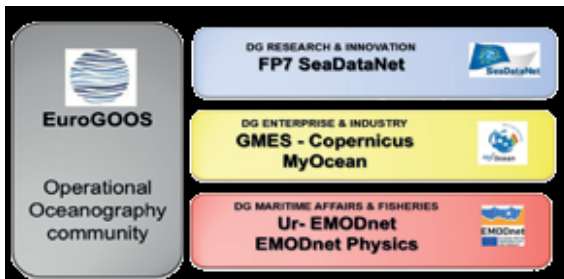 EuroGOOS
Operational
Oceanography
community
DG RESEARCH & INNOVATION
FP7 SeaDataNet
SeaDataNet
DG ENTERPRISE & INDUSTRY
GMES - Copernicus
MyOcean
myOcean
DG MARITIME AFFAIRS & FISHERIES
Ur- EMODnet
EMODnet Physics
EMODnet